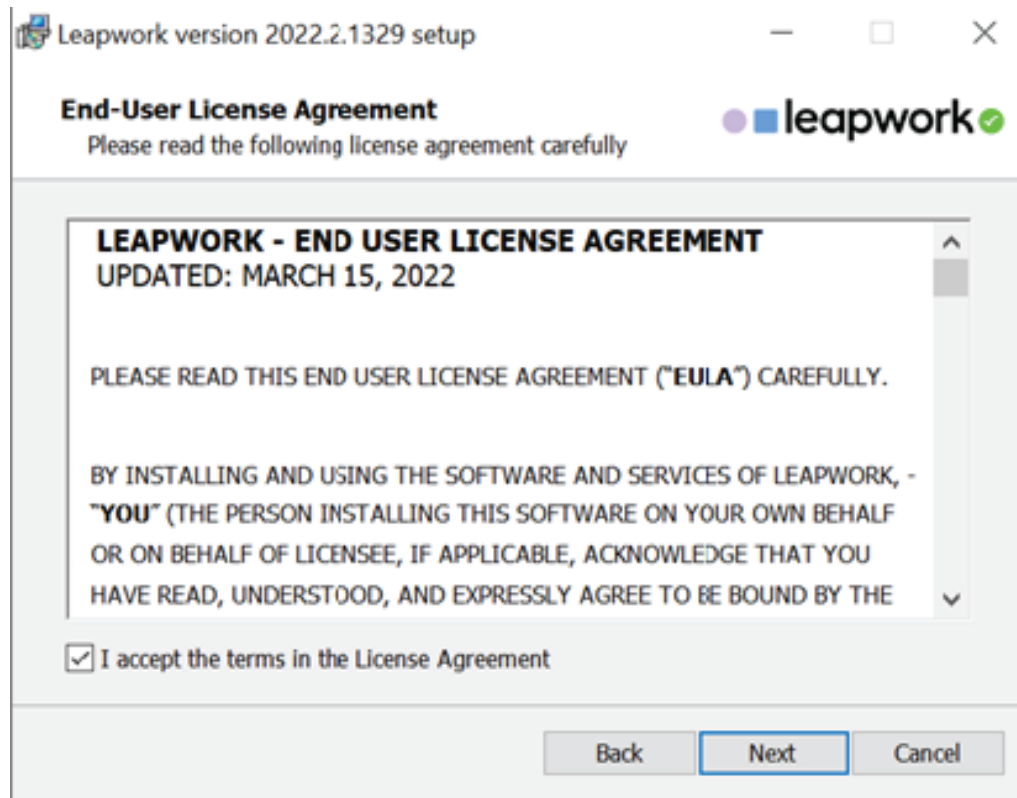 Leapwork version 2022.2.1329 setup
End-User License Agreement
Please read the following license agreement carefully
leapwork
LEAPWORK - END USER LICENSE AGREEMENT
UPDATED: MARCH 15, 2022
PLEASE READ THIS END USER LICENSE AGREEMENT ("EULA") CAREFULLY.
BY INSTALLING AND USING THE SOFTWARE AND SERVICES OF LEAPWORK, -
"YOU" (THE PERSON INSTALLING THIS SOFTWARE ON YOUR OWN BEHALF
OR ON BEHALF OF LICENSEE, IF APPLICABLE, ACKNOWLEDGE THAT YOU
HAVE READ, UNDERSTOOD, AND EXPRESSLY AGREE TO BE BOUND BY THE
I accept the terms in the License Agreement
Back Next Cancel